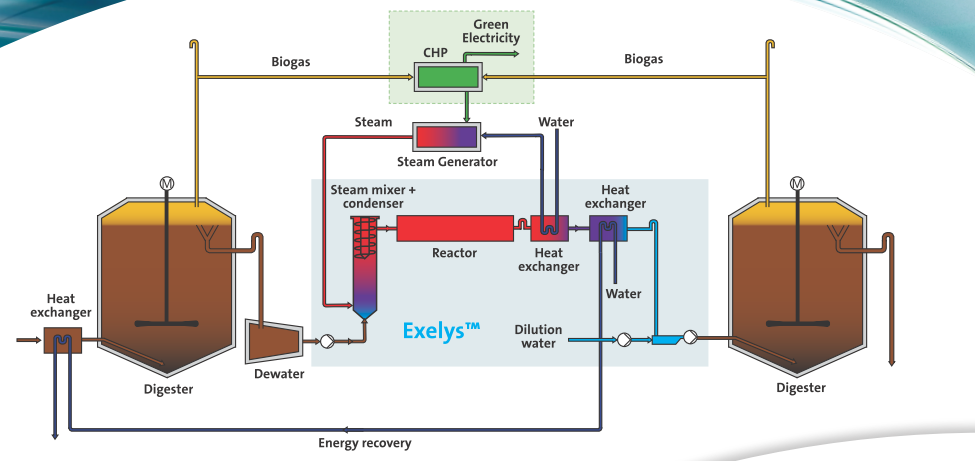 Green
Electricity
CHP
Biogas
Biogas
Steam
Water
Steam Generator
M
M
Steam mixer +
condenser
Heat
exchanger
Reactor
Heat
exchanger
Water
Heat
exchanger
Exelys™
Dilution
water
Dewater
Digester
Digester
Energy recovery